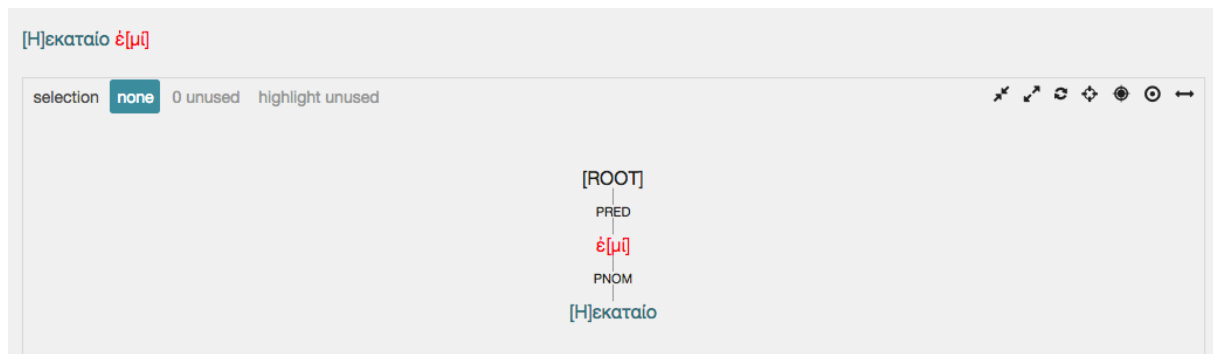 [Η]εκαταίο ἐ[μί]
selection none 0 unused highlight unused
[ROOT]
PRED
ἐ[μί]
PNOM
[Η]εκαταίο